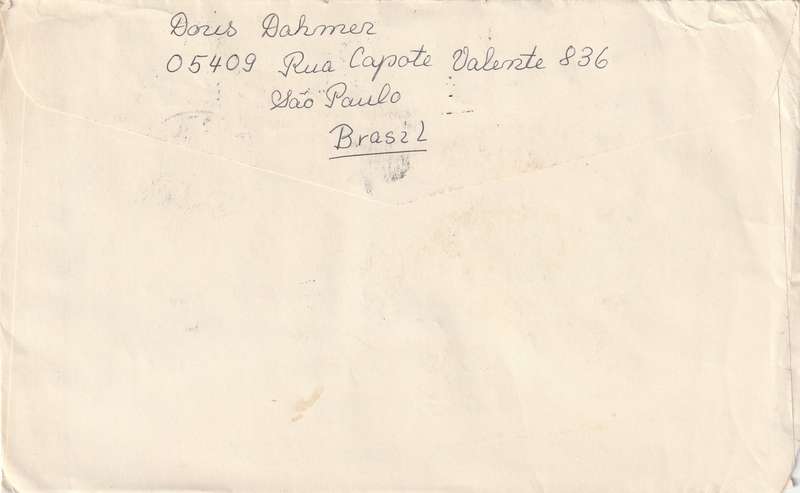 Doris Dahmer
05409 Rua Capote Valente 836
São Paulo
Brasil